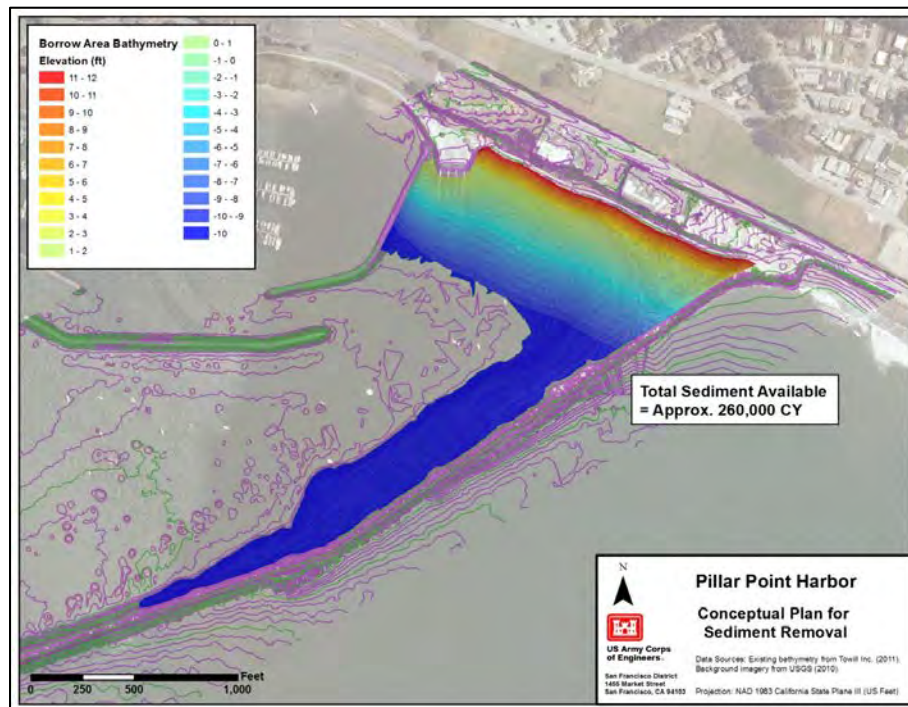 Borrow Area Bathymetry
Elevation (ft)
11 - 12
10 - 11
9 - 10
8 - 9
7 - 8
6 - 7
5 - 6
4 - 5
3 - 4
2 - 3
1 - 2
0 - 1
-1 - 0
-2 - -1
-3 - -2
-4 - -3
-5 - -4
-6 - -5
-7 - -6
-8 - -7
-9 - -8
-10 - -9
-10
Total Sediment Available
= Approx. 260,000 CY
N
US Army Corps
of Engineers
San Francisco District
1455 Market Street
San Francisco, CA 94103
Pillar Point Harbor
Conceptual Plan for
Sediment Removal
Data Sources: Existing bathymetry from Towill Inc. (2011).
Background imagery from USGS (2010)
Projection: NAD 1983 California State Plane III (US Feet)
Feet
0 250 500 1,000